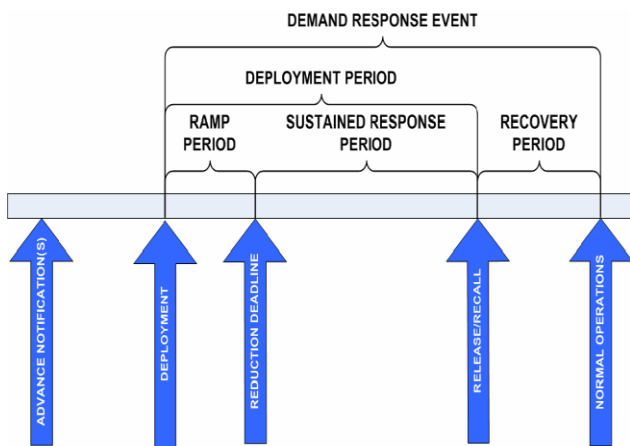 DEMAND RESPONSE EVENT
DEPLOYMENT PERIOD
RAMP
PERIOD
SUSTAINED RESPONSE
PERIOD
RECOVERY
PERIOD
ADVANCE NOTIFICATION(S)
DEPLOYMENT
REDUCTION DEADLINE
RELEASE/RECALL
NORMAL OPERATIONS